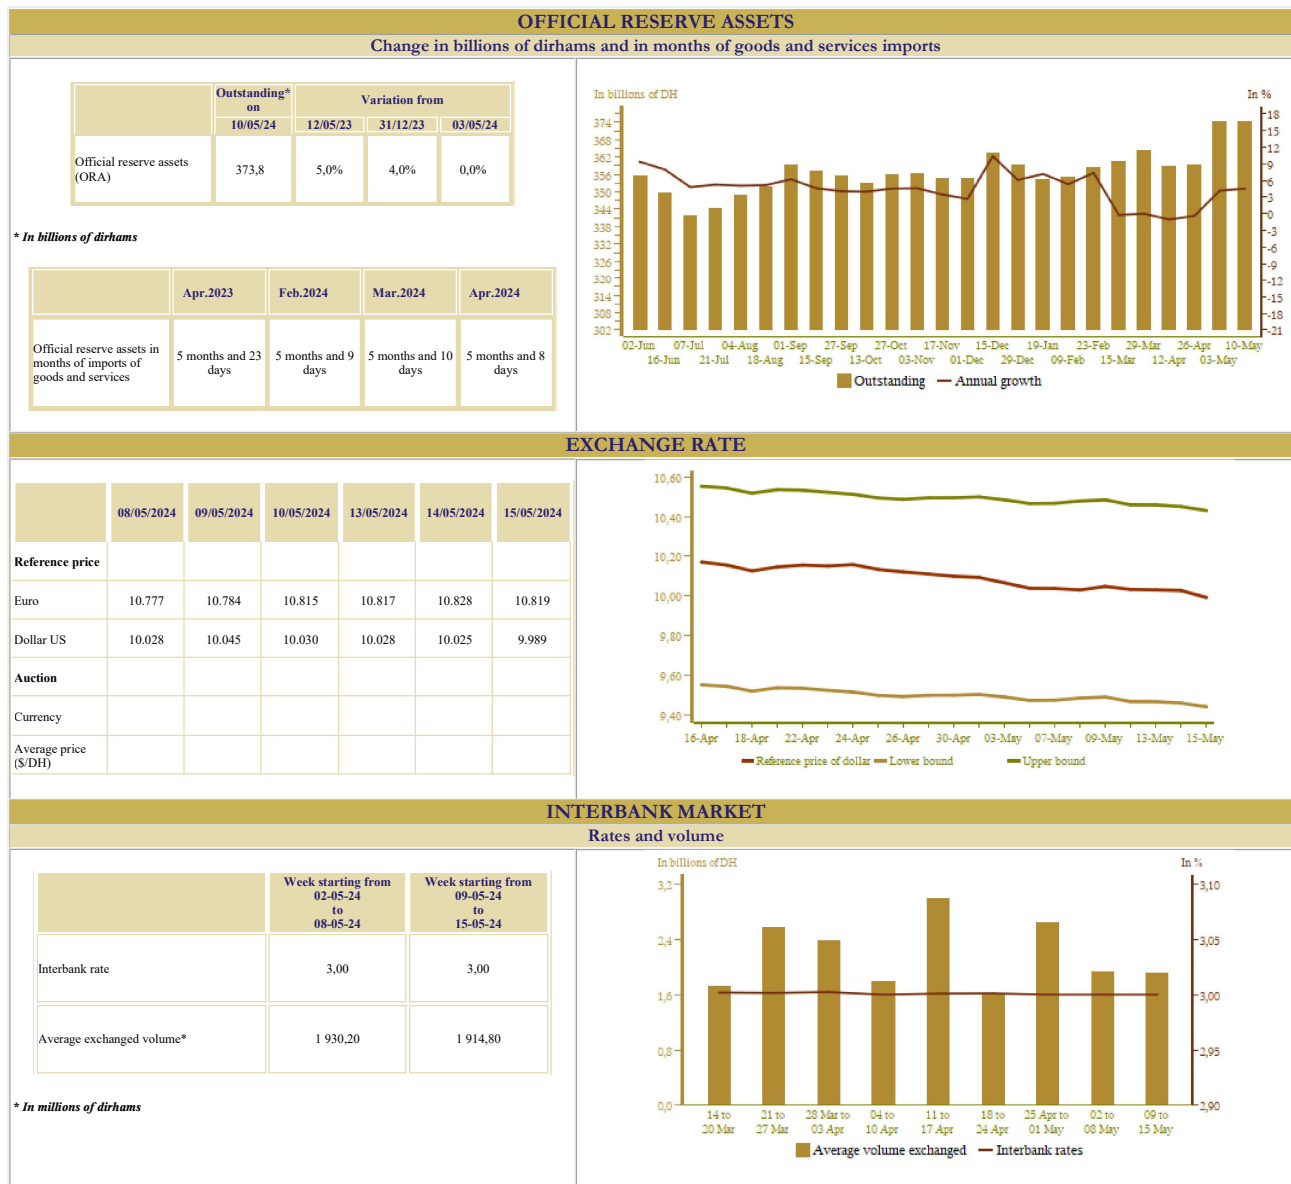 OFFICIAL RESERVE ASSETS
Change in billions of dirhams and in months of goods and services imports
Outstanding*
on
Variation from
10/05/24 12/05/23 31/12/23 03/05/24
Official reserve assets
(ORA)
373,8 5,0% 4,0% 0,0%
* In billions of dirhams
Apr.2023 Feb.2024 Mar.2024 Apr.2024
Official reserve assets in
months of imports of
goods and services
5 months and 23
days
5 months and 9
days
5 months and 10
days
5 months and 8
days
In billions of DH
In %
374
368
362
356
350
344
338
332
326
320
314
308
302
18
15
12
9
6
3
0
-3
-6
-9
-12
-15
-18
-21
02-Jun 07-Jul 04-Aug 01-Sep 27-Sep 27-Oct 17-Nov 15-Dec 19-Jan 23-Feb 29-Mar 26-Apr 10-May
16-Jun 21-Jul 18-Aug 15-Sep 13-Oct 03-Nov 01-Dec 29-Dec 09-Feb 15-Mar 12-Apr 03-May
Outstanding Annual growth
EXCHANGE RATE
08/05/2024 09/05/2024 10/05/2024 13/05/2024 14/05/2024 15/05/2024
Reference price
Euro 10.777 10.784 10.815 10.817 10.828 10.819
Dollar US 10.028 10.045 10.030 10.028 10.025 9.989
Auction
Currency
Average price
($/DH)
10,60
10,40
10,20
10,00
9,80
9,60
9,40
16-Apr 18-Apr 22-Apr 24-Apr 26-Apr 30-Apr 03-May 07-May 09-May 13-May 15-May
Reference price of dollar Lower bound Upper bound
INTERBANK MARKET
Rates and volume
Week starting from
02-05-24
to
08-05-24
Week starting from
09-05-24
to
15-05-24
Interbank rate 3,00 3,00
Average exchanged volume* 1 930,20 1 914,80
* In millions of dirhams
In billions of DH
In %
3,2
2,4
1,6
0,8
0,0
3,10
3,05
3,00
2,95
2,90
14 to
20 Mar
21 to
27 Mar
28 Mar to
03 Apr
04 to
10 Apr
11 to
17 Apr
18 to
24 Apr
25 Apr to
01 May
02 to
08 May
09 to
15 May
Average volume exchanged Interbank rates